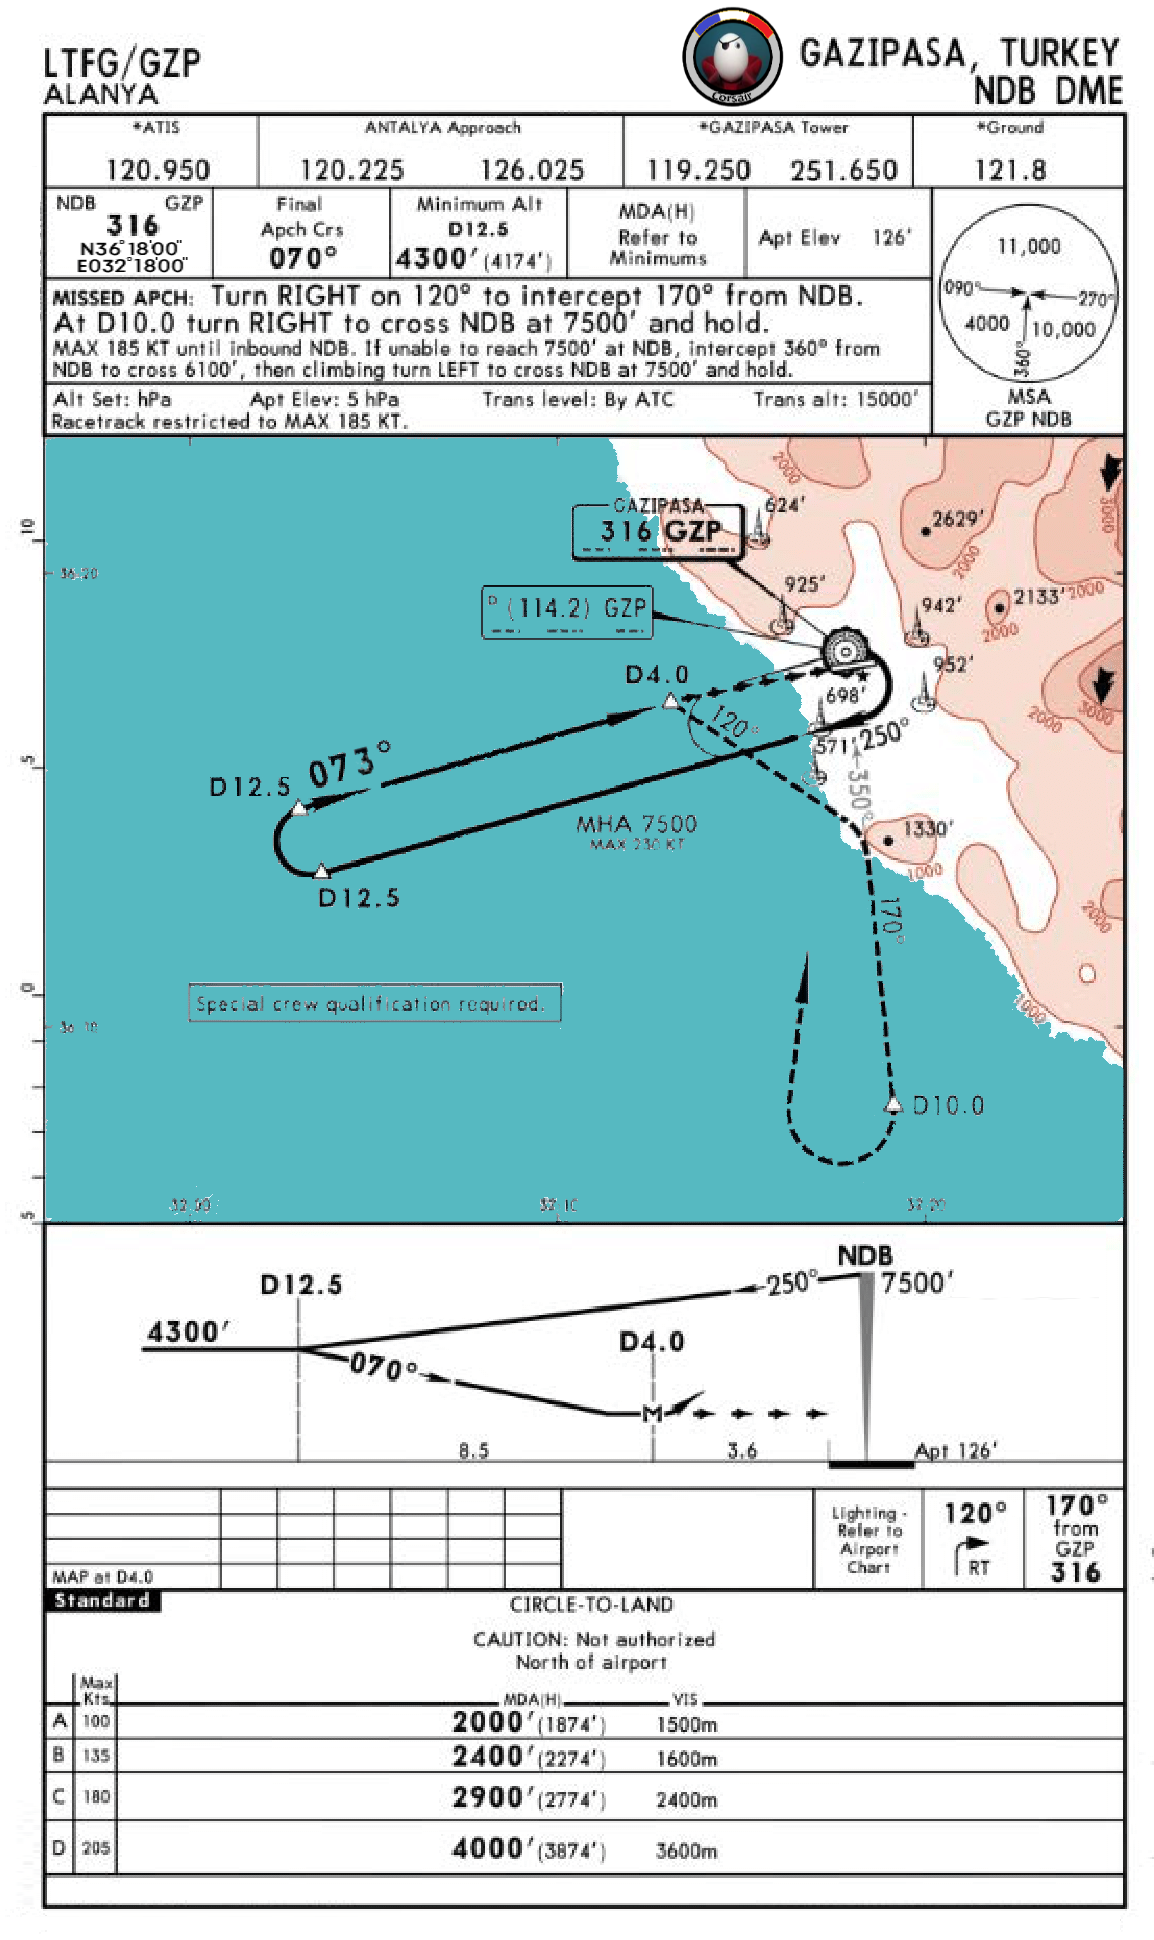 LTFG/GZP
ALANYA
Corsair
GAZIPASA, TURKEY
NDB DME
*ATIS
120.950
ANTALYA Approach
120.225 126.025
*GAZIPASA Tower
119.250 251.650
*Ground
121.8
NDB GZP
316
N36°18'00"
E032°18'00"
Final
Apch Crs
070°
Minimum Alt
D12.5
4300' (4174')
MDA(H)
Refer to
Minimums
Apt Elev 126'
MISSED APCH: Turn RIGHT on 120° to intercept 170° from NDB.
At D10.0 turn RIGHT to cross NDB at 7500' and hold.
MAX 185 KT until inbound NDB. If unable to reach 7500' at NDB, intercept 360° from
NDB to cross 6100', then climbing turn LEFT to cross NDB at 7500' and hold.
Alt Set: hPa Apt Elev: 5 hPa Trans level: By ATC Trans alt: 15000'
Racetrack restricted to MAX 185 KT.
11,000
090° 270°
4000 10,000
360°
MSA
GZP NDB
2000
3000
GAZIPASA
316 GZP
624'
2629'
2000
10
36-20
D (114.2) GZP
925'
942'
2133'
2000
2000
952'
D4.0
698'
120°
571'
250°
2000
3000
5
073°
D12.5
350°
MHA 7500
MAX 230 KT
1330'
1000
D12.5
170°
2000
0
Special crew qualification required.
1000
36-10
D10.0
5
32-00
32-10
32-20
NDB
D12.5
250°
7500'
4300'
D4.0
070°
M
8.5
3.6
Apt 126'
MAP at D4.0
Lighting -
Refer to
Airport
Chart
120°
RT
170°
from
GZP
316
Standard
CIRCLE-TO-LAND
CAUTION: Not authorized
North of airport
Max
Kts
MDA(H) VIS
A 100 2000' (1874') 1500m
B 135 2400' (2274') 1600m
C 180 2900' (2774') 2400m
D 205 4000' (3874') 3600m